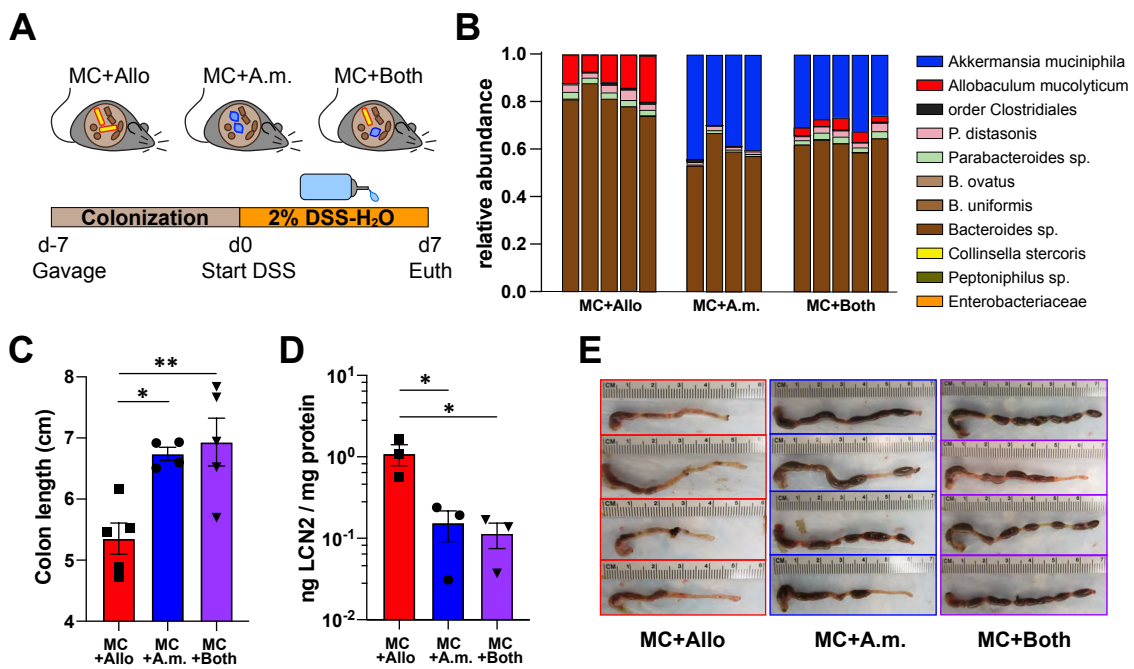 A
MC+Allo
MC+A.m.
MC+Both
Colonization
2% DSS-H₂O
d-7
d0
d7
Gavage
Start DSS
Euth
B
relative abundance
1.0
0.8
0.6
0.4
0.2
0.0
MC+Allo
MC+A.m.
MC+Both
Akkermansia muciniphila
Allobaculum mucolyticum
order Clostridiales
P. distasonis
Parabacteroides sp.
B. ovatus
B. uniformis
Bacteroides sp.
Collinsella stercoris
Peptoniphilus sp.
Enterobacteriaceae
C
Colon length (cm)
8
7
6
5
4
**
*
MC
+Allo
MC
+A.m.
MC
+Both
D
ng LCN2 / mg protein
10¹
10⁰
10⁻¹
10⁻²
*
*
MC
+Allo
MC
+A.m.
MC
+Both
E
MC+Allo
MC+A.m.
MC+Both